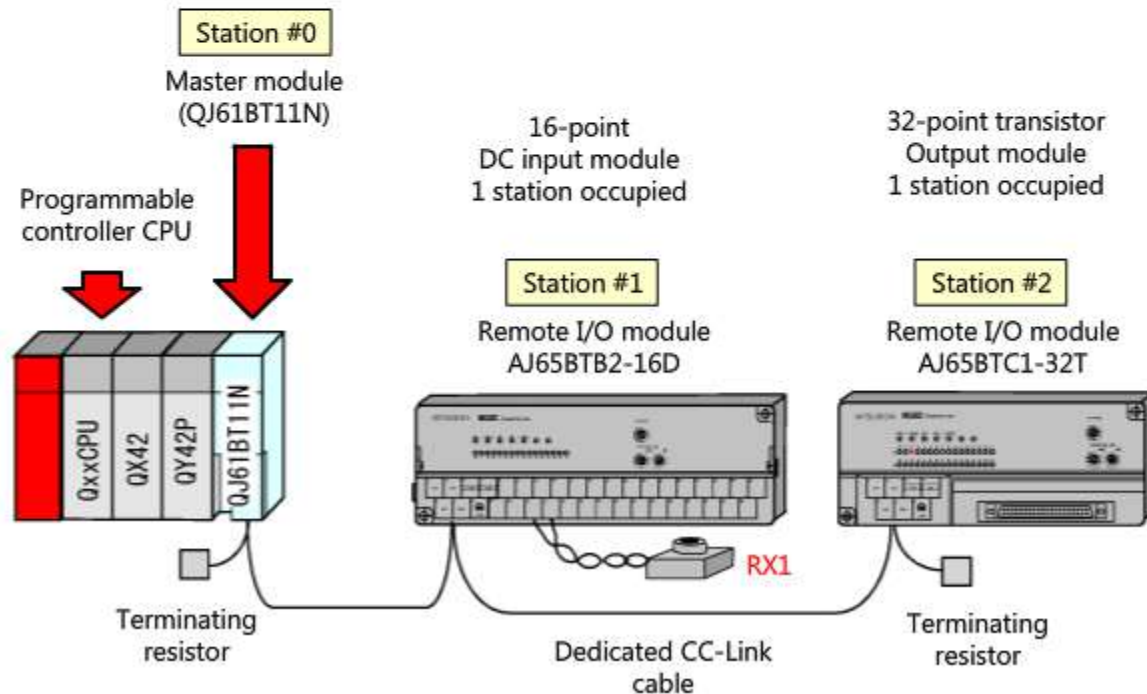 Station #0
Master module
(QJ61BT11N)
16-point
DC input module
1 station occupied
32-point transistor
Output module
1 station occupied
Programmable
controller CPU
Station #1
Station #2
Remote I/O module
AJ65BTB2-16D
Remote I/O module
AJ65BTC1-32T
QxxCPU
QX42
QY42P
QJ61BT11N
RX1
Terminating
resistor
Dedicated CC-Link
cable
Terminating
resistor